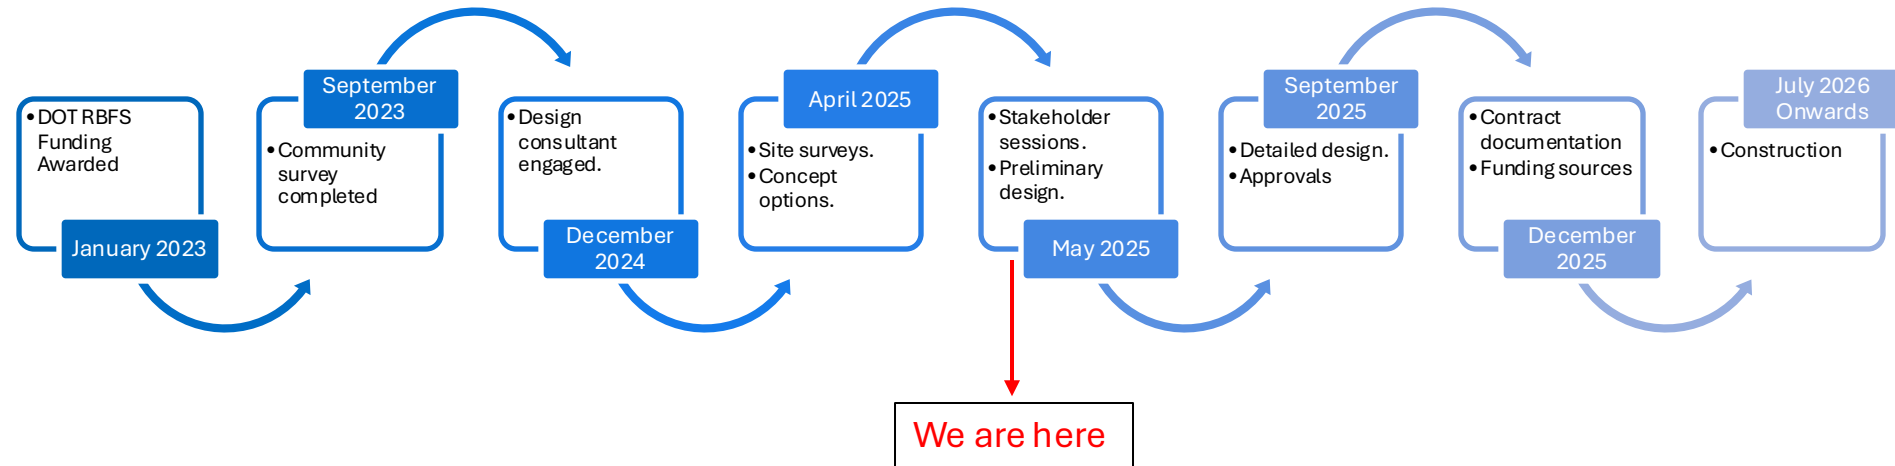 • DOT RBFS
Funding
Awarded
January 2023
September
2023
• Community
survey
completed
• Design
consultant
engaged.
December
2024
April 2025
• Site surveys.
• Concept
options.
• Stakeholder
sessions.
• Preliminary
design.
May 2025
September
2025
• Detailed design.
• Approvals
• Contract
documentation
• Funding sources
December
2025
July 2026
Onwards
• Construction
We are here